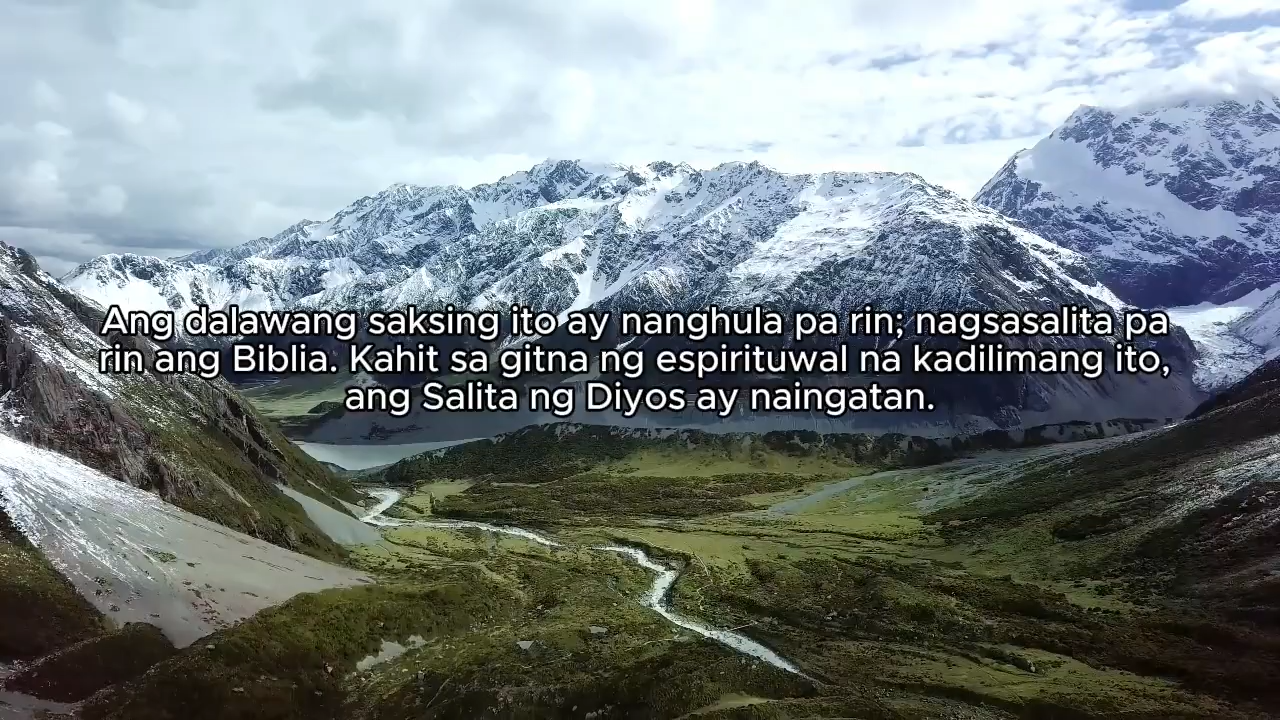 Ang dalawang saksing ito ay nanghula pa rin; nagsasalita pa
rin ang Biblia. Kahit sa gitna ng espirituwal na kadilimang ito,
ang Salita ng Diyos ay naingatan.